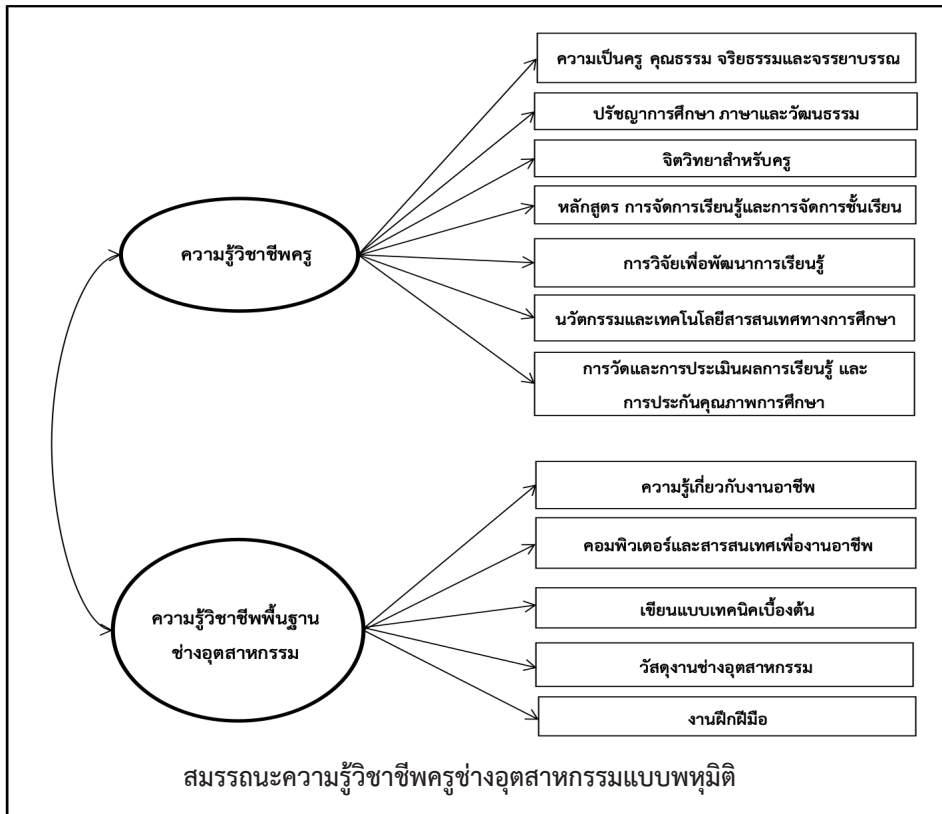 ความเป็นครู คุณธรรม จริยธรรมและจรรยาบรรณ
ปรัชญาการศึกษา ภาษาและวัฒนธรรม
จิตวิทยาสำหรับครู
หลักสูตร การจัดการเรียนรู้และการจัดการชั้นเรียน
ความรู้วิชาชีพครู
การวิจัยเพื่อพัฒนาการเรียนรู้
นวัตกรรมและเทคโนโลยีสารสนเทศทางการศึกษา
การวัดและการประเมินผลการเรียนรู้ และ
การประกันคุณภาพการศึกษา
ความรู้เกี่ยวกับงานอาชีพ
คอมพิวเตอร์และสารสนเทศเพื่องานอาชีพ
ความรู้วิชาชีพพื้นฐาน
ช่างอุตสาหกรรม
เขียนแบบเทคนิคเบื้องต้น
วัสดุงานช่างอุตสาหกรรม
งานฝึกฝีมือ
สมรรถนะความรู้วิชาชีพครูช่างอุตสาหกรรมแบบพหุมิติ